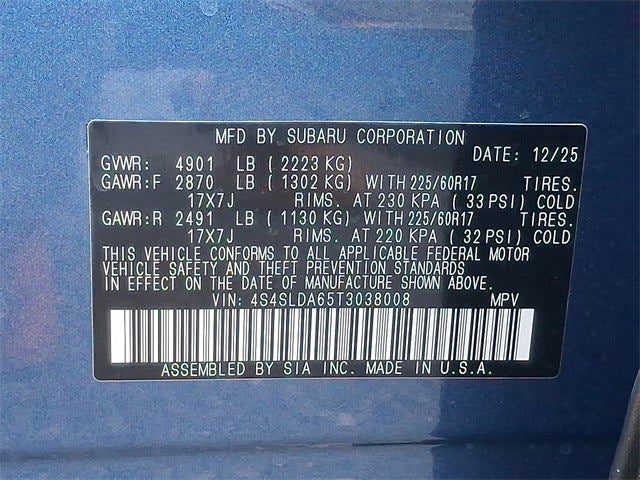 MFD BY SUBARU CORPORATION
GVWR: 4901 LB ( 2223 KG) DATE: 12/25
GAWR:F 2870 LB ( 1302 KG) WITH 225/60R17 TIRES.
17X7J RIMS. AT 230 KPA ( 33 PSI) COLD
GAWR:R 2491 LB ( 1130 KG) WITH 225/60R17 TIRES.
17X7J RIMS. AT 220 KPA ( 32 PSI) COLD
THIS VEHICLE CONFORMS TO ALL APPLICABLE FEDERAL MOTOR
VEHICLE SAFETY AND THEFT PREVENTION STANDARDS
IN EFFECT ON THE DATE OF MANUFACTURE SHOWN ABOVE.
VIN: 4S4SLDA65T3038008 MPV
ASSEMBLED BY SIA INC. MADE IN U.S.A.